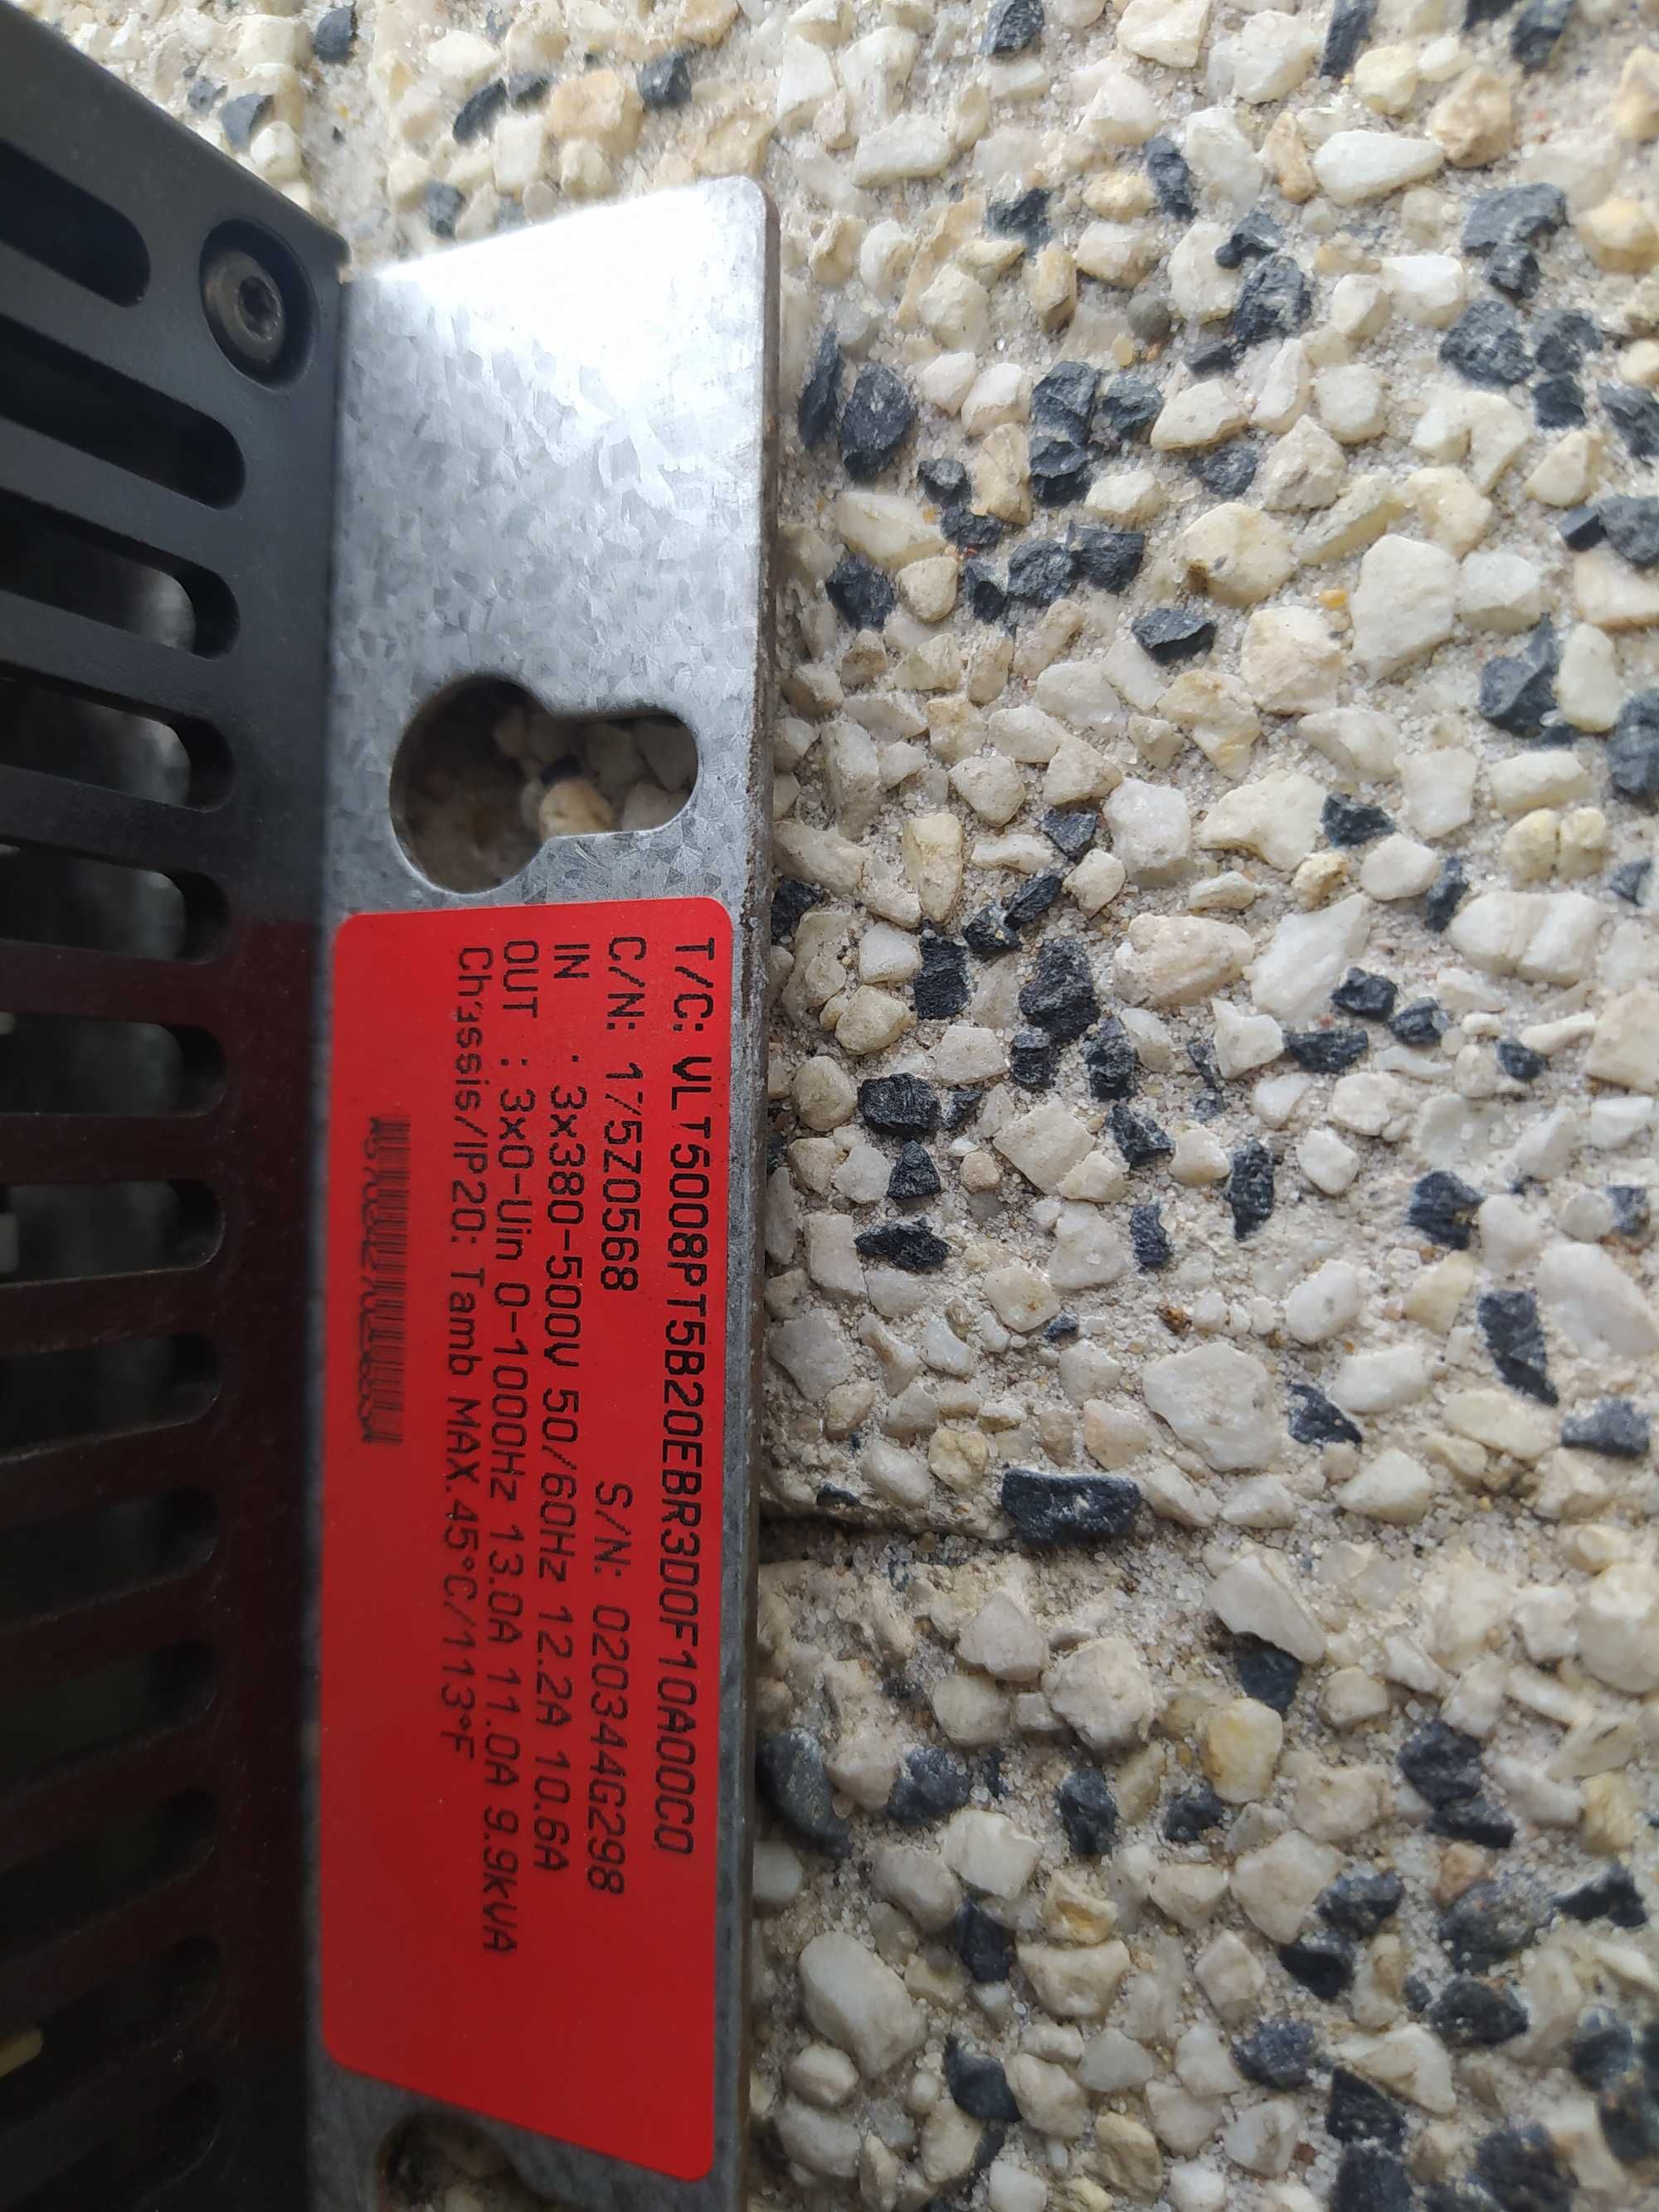 T/C: VLT5008PT5B20EBR3D0F10A00C0
C/N: 175Z0568 S/N: 020344G298
IN : 3x380-500V 50/60Hz 12.2A 10.6A
OUT : 3x0-Uin 0-1000Hz 13.0A 11.0A 9.9kVA
Chassis/IP20: Tamb MAX.45°C/113°F